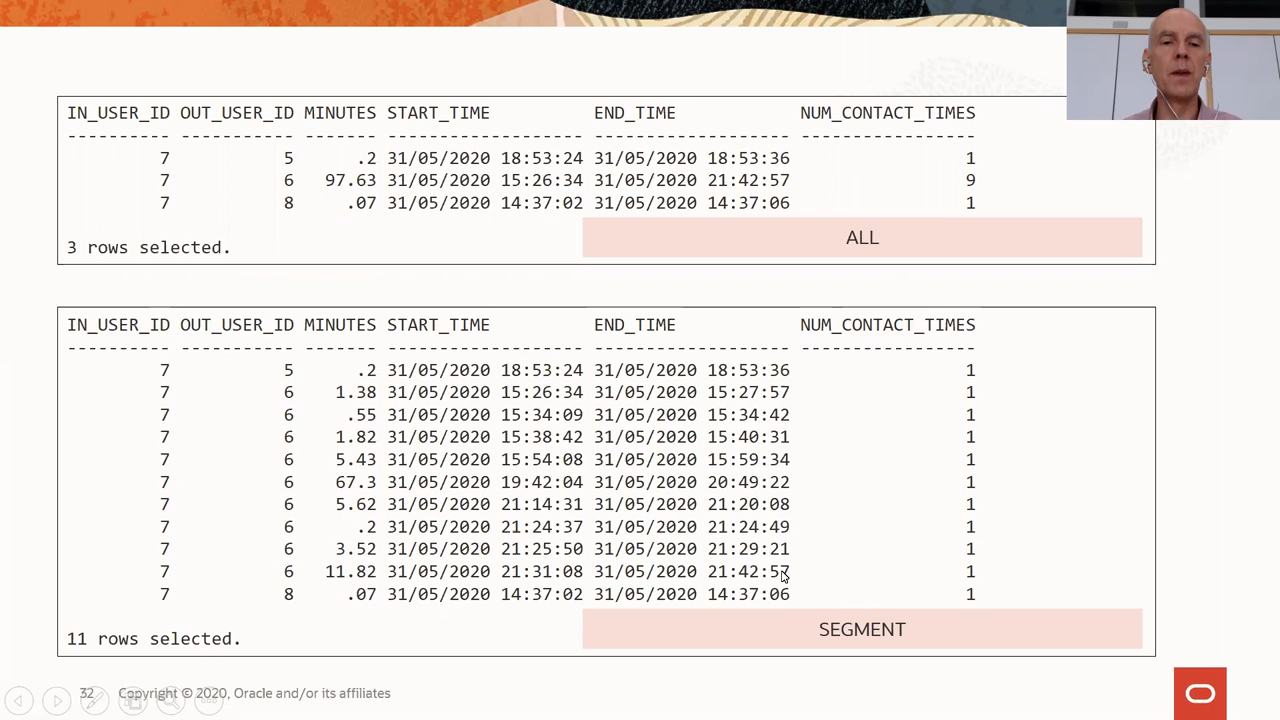 IN_USER_ID OUT_USER_ID MINUTES START_TIME END_TIME NUM_CONTACT_TIMES
---------- ----------- ------- ------------------- ------------------- -----------------
7 5 .2 31/05/2020 18:53:24 31/05/2020 18:53:36 1
7 6 97.63 31/05/2020 15:26:34 31/05/2020 21:42:57 9
7 8 .07 31/05/2020 14:37:02 31/05/2020 14:37:06 1
ALL
3 rows selected.
IN_USER_ID OUT_USER_ID MINUTES START_TIME END_TIME NUM_CONTACT_TIMES
---------- ----------- ------- ------------------- ------------------- -----------------
7 5 .2 31/05/2020 18:53:24 31/05/2020 18:53:36 1
7 6 1.38 31/05/2020 15:26:34 31/05/2020 15:27:57 1
7 6 .55 31/05/2020 15:34:09 31/05/2020 15:34:42 1
7 6 1.82 31/05/2020 15:38:42 31/05/2020 15:40:31 1
7 6 5.43 31/05/2020 15:54:08 31/05/2020 15:59:34 1
7 6 67.3 31/05/2020 19:42:04 31/05/2020 20:49:22 1
7 6 5.62 31/05/2020 21:14:31 31/05/2020 21:20:08 1
7 6 .2 31/05/2020 21:24:37 31/05/2020 21:24:49 1
7 6 3.52 31/05/2020 21:25:50 31/05/2020 21:29:21 1
7 6 11.82 31/05/2020 21:31:08 31/05/2020 21:42:57 1
7 8 .07 31/05/2020 14:37:02 31/05/2020 14:37:06 1
SEGMENT
11 rows selected.
32 Copyright © 2020, Oracle and/or its affiliates